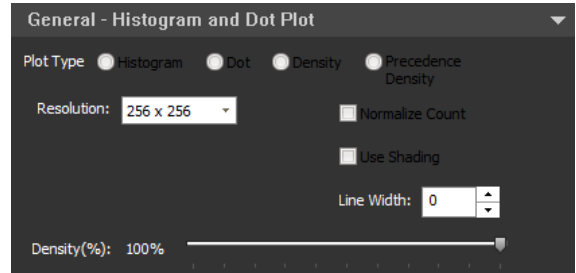 General - Histogram and Dot Plot
Plot Type Histogram Dot Density Precedence
Density
Resolution: 256 x 256 Normalize Count
Use Shading
Line Width: 0
Density(%): 100%